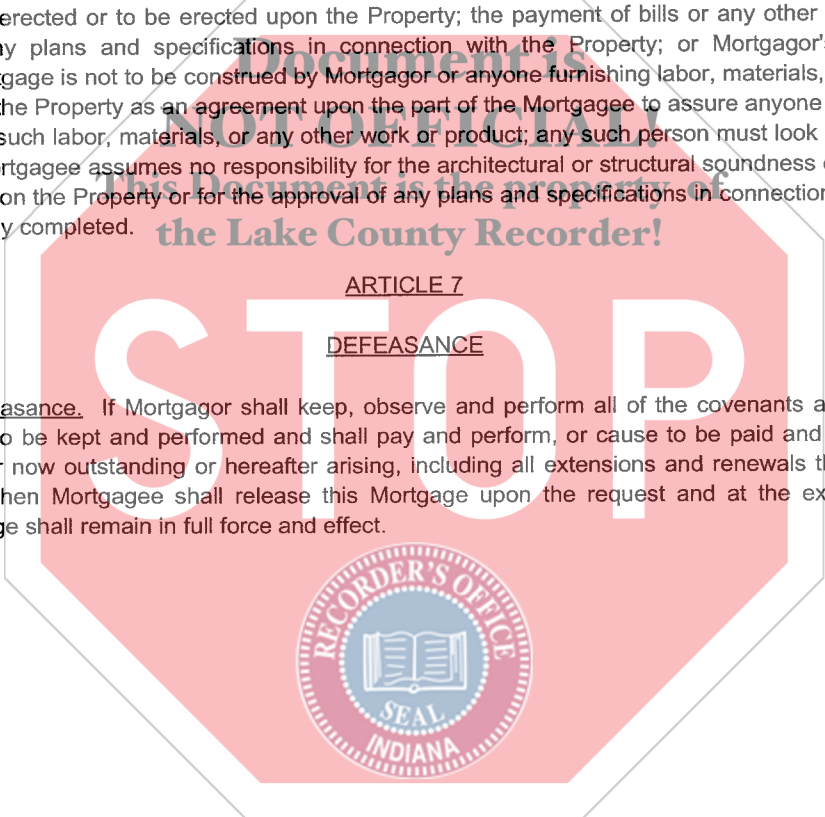 erected or to be erected upon the Property; the payment of bills or any other
y plans and specifications in connection with the Property; or Mortgagor's
gage is not to be construed by Mortgagor or anyone furnishing labor, materials,
the Property as an agreement upon the part of the Mortgagee to assure anyone
such labor, materials, or any other work or product; any such person must look
rtgagee assumes no responsibility for the architectural or structural soundness
on the Property or for the approval of any plans and specifications in connection
y completed.
Document is
NOT OFFICIAL!
This Document is the property of
the Lake County Recorder!
ARTICLE 7
DEFEASANCE
STOP
asance. If Mortgagor shall keep, observe and perform all of the covenants a
o be kept and performed and shall pay and perform, or cause to be paid and
r now outstanding or hereafter arising, including all extensions and renewals th
hen Mortgagee shall release this Mortgage upon the request and at the ex
ge shall remain in full force and effect.
RECORDER'S OFFICE
SEAL
INDIANA